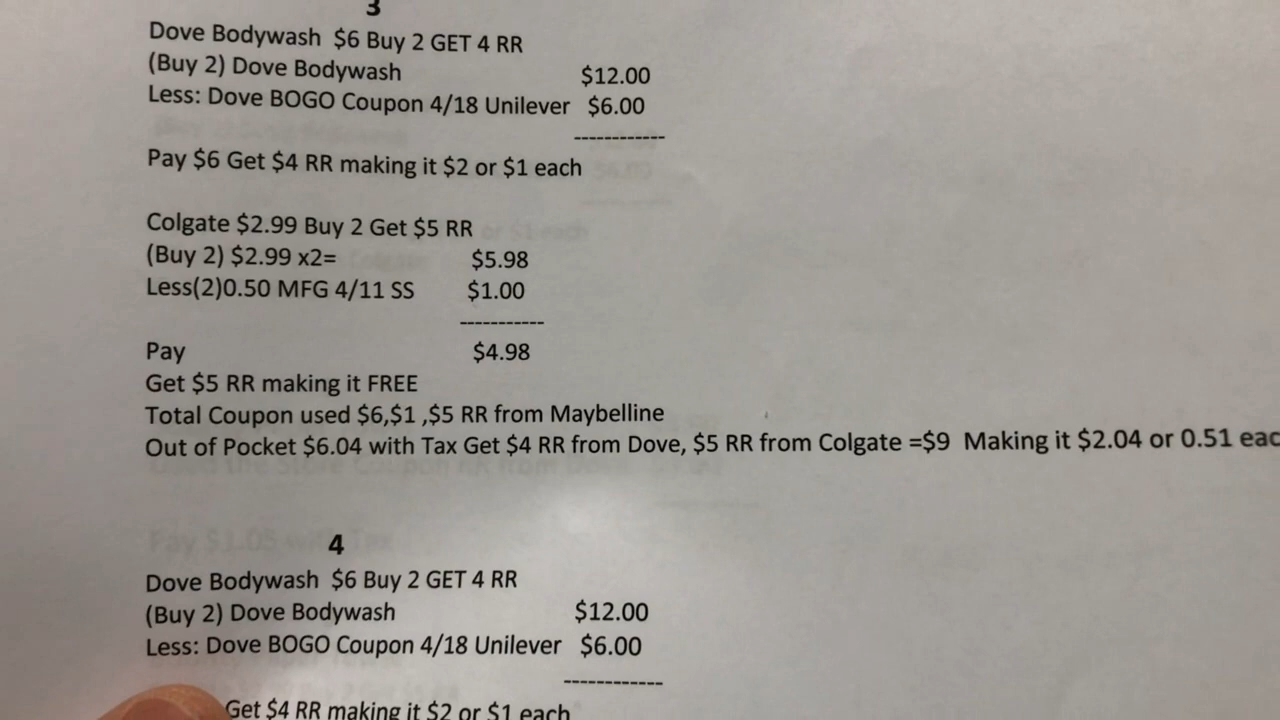 3
Dove Bodywash $6 Buy 2 GET 4 RR
(Buy 2) Dove Bodywash $12.00
Less: Dove BOGO Coupon 4/18 Unilever $6.00
------------
Pay $6 Get $4 RR making it $2 or $1 each
Colgate $2.99 Buy 2 Get $5 RR
(Buy 2) $2.99 x2= $5.98
Less(2)0.50 MFG 4/11 SS $1.00
-----------
Pay $4.98
Get $5 RR making it FREE
Total Coupon used $6,$1 ,$5 RR from Maybelline
Out of Pocket $6.04 with Tax Get $4 RR from Dove, $5 RR from Colgate =$9 Making it $2.04 or 0.51 eac
Pay $1.05 with Tax
4
Dove Bodywash $6 Buy 2 GET 4 RR
(Buy 2) Dove Bodywash $12.00
Less: Dove BOGO Coupon 4/18 Unilever $6.00
------------
Get $4 RR making it $2 or $1 each